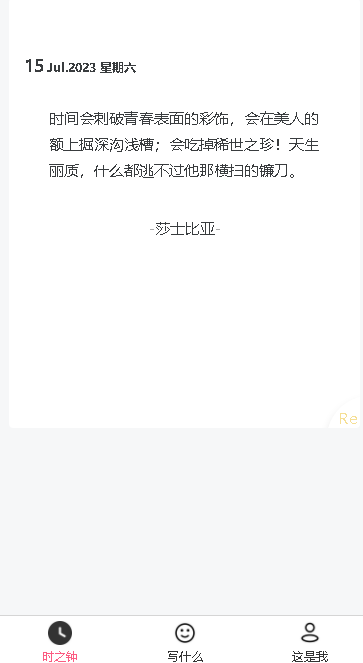 15 Jul.2023 星期六
时间会刺破青春表面的彩饰，会在美人的
额上掘深沟浅槽；会吃掉稀世之珍！天生
丽质，什么都逃不过他那横扫的镰刀。
-莎士比亚-
Re
时之钟 写什么 这是我